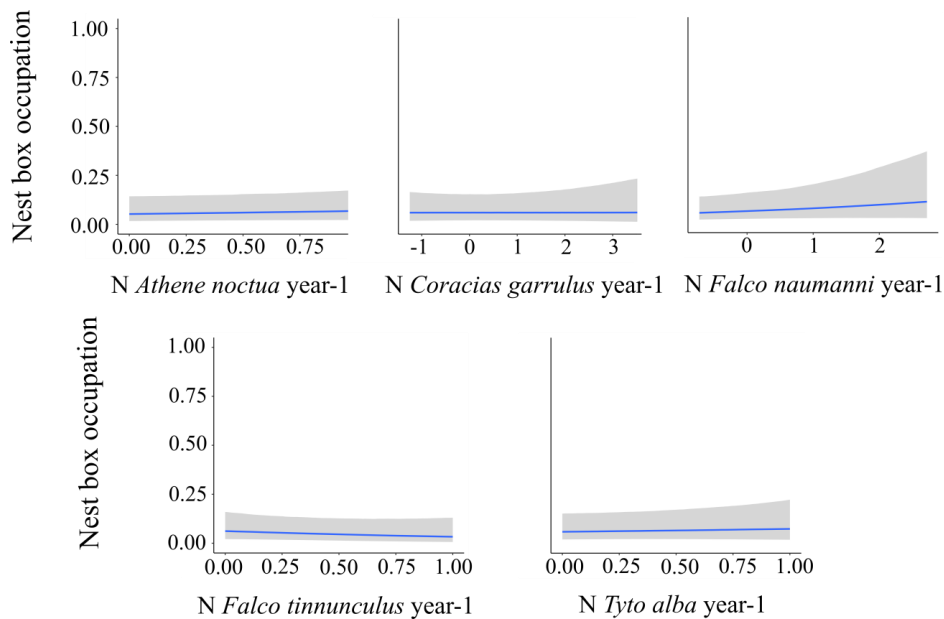 Nest box occupation
1.00
0.75
0.50
0.25
0.00
0.00 0.25 0.50 0.75
N Athene noctua year-1
-1 0 1 2 3
N Coracias garrulus year-1
0 1 2
N Falco naumanni year-1
Nest box occupation
1.00
0.75
0.50
0.25
0.00
0.00 0.25 0.50 0.75 1.00
N Falco tinnunculus year-1
0.00 0.25 0.50 0.75 1.00
N Tyto alba year-1